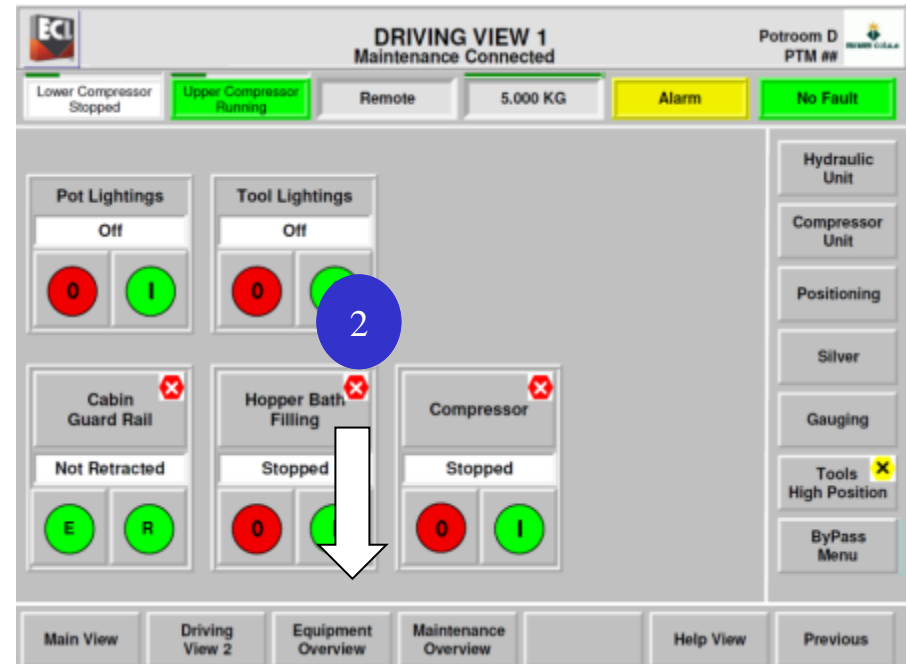 ECL
DRIVING VIEW 1
Maintenance Connected
Potroom D
PTM ##
Lower Compressor
Stopped
Upper Compressor
Running
Remote
5.000 KG
Alarm
No Fault
Pot Lightings
Off
0
I
Tool Lightings
Off
0
2
Cabin
Guard Rail
Not Retracted
E
R
Hopper Bath
Filling
Stopped
0
Compressor
Stopped
0
I
Hydraulic
Unit
Compressor
Unit
Positioning
Silver
Gauging
Tools
High Position
ByPass
Menu
Main View
Driving
View 2
Equipment
Overview
Maintenance
Overview
Help View
Previous